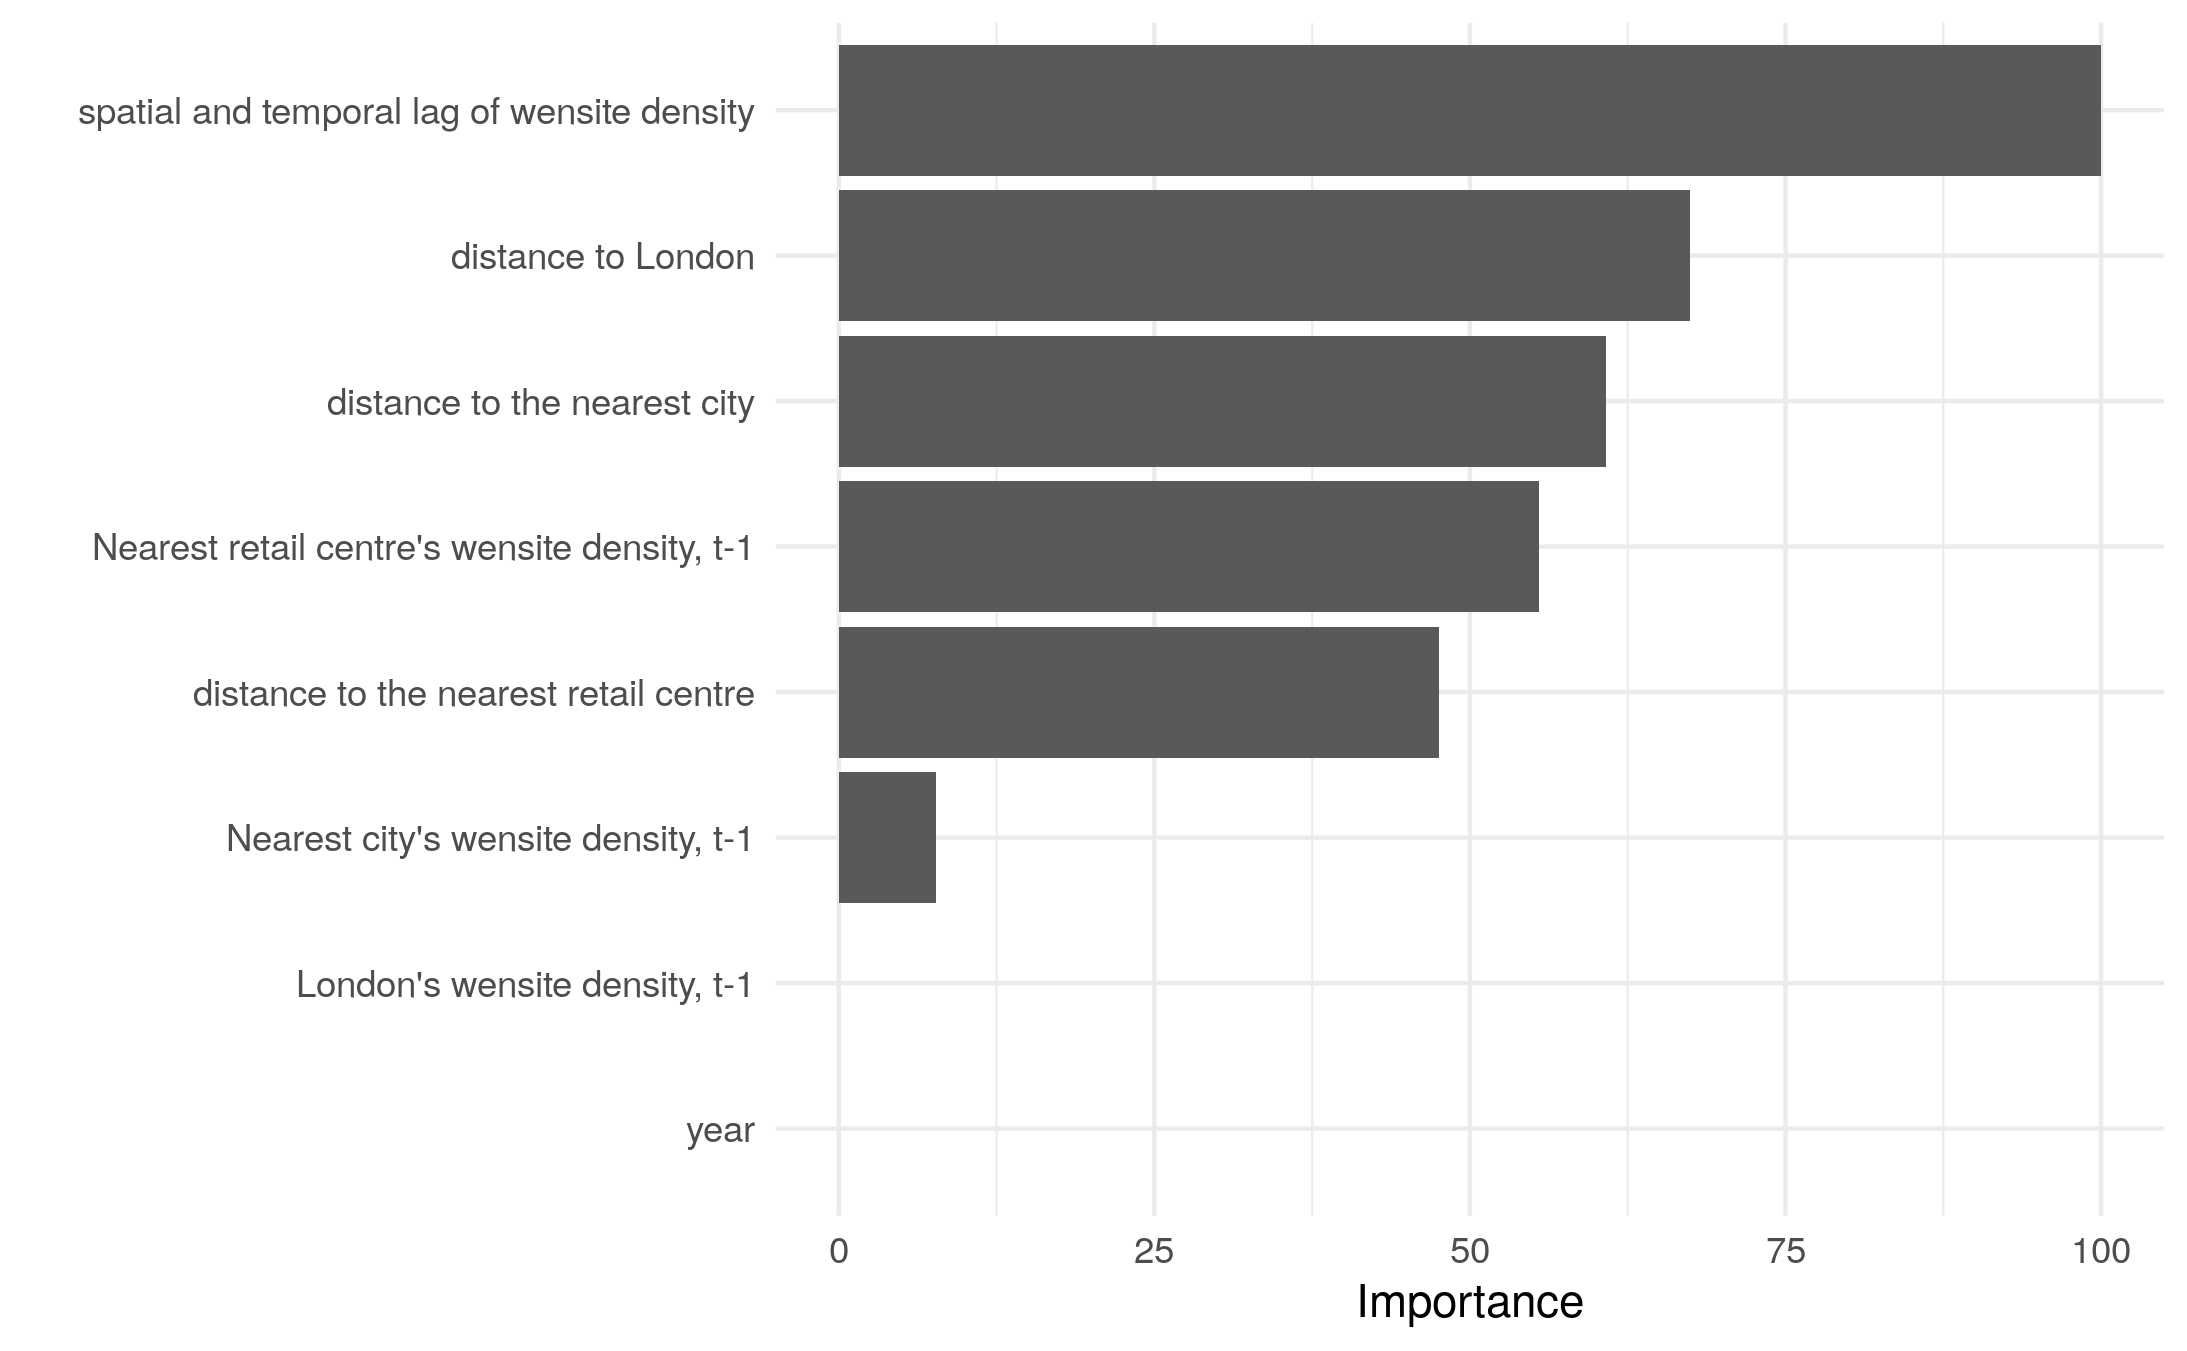 spatial and temporal lag of wensite density
distance to London
distance to the nearest city
Nearest retail centre's wensite density, t-1
distance to the nearest retail centre
Nearest city's wensite density, t-1
London's wensite density, t-1
year
0 25 50 75 100
Importance